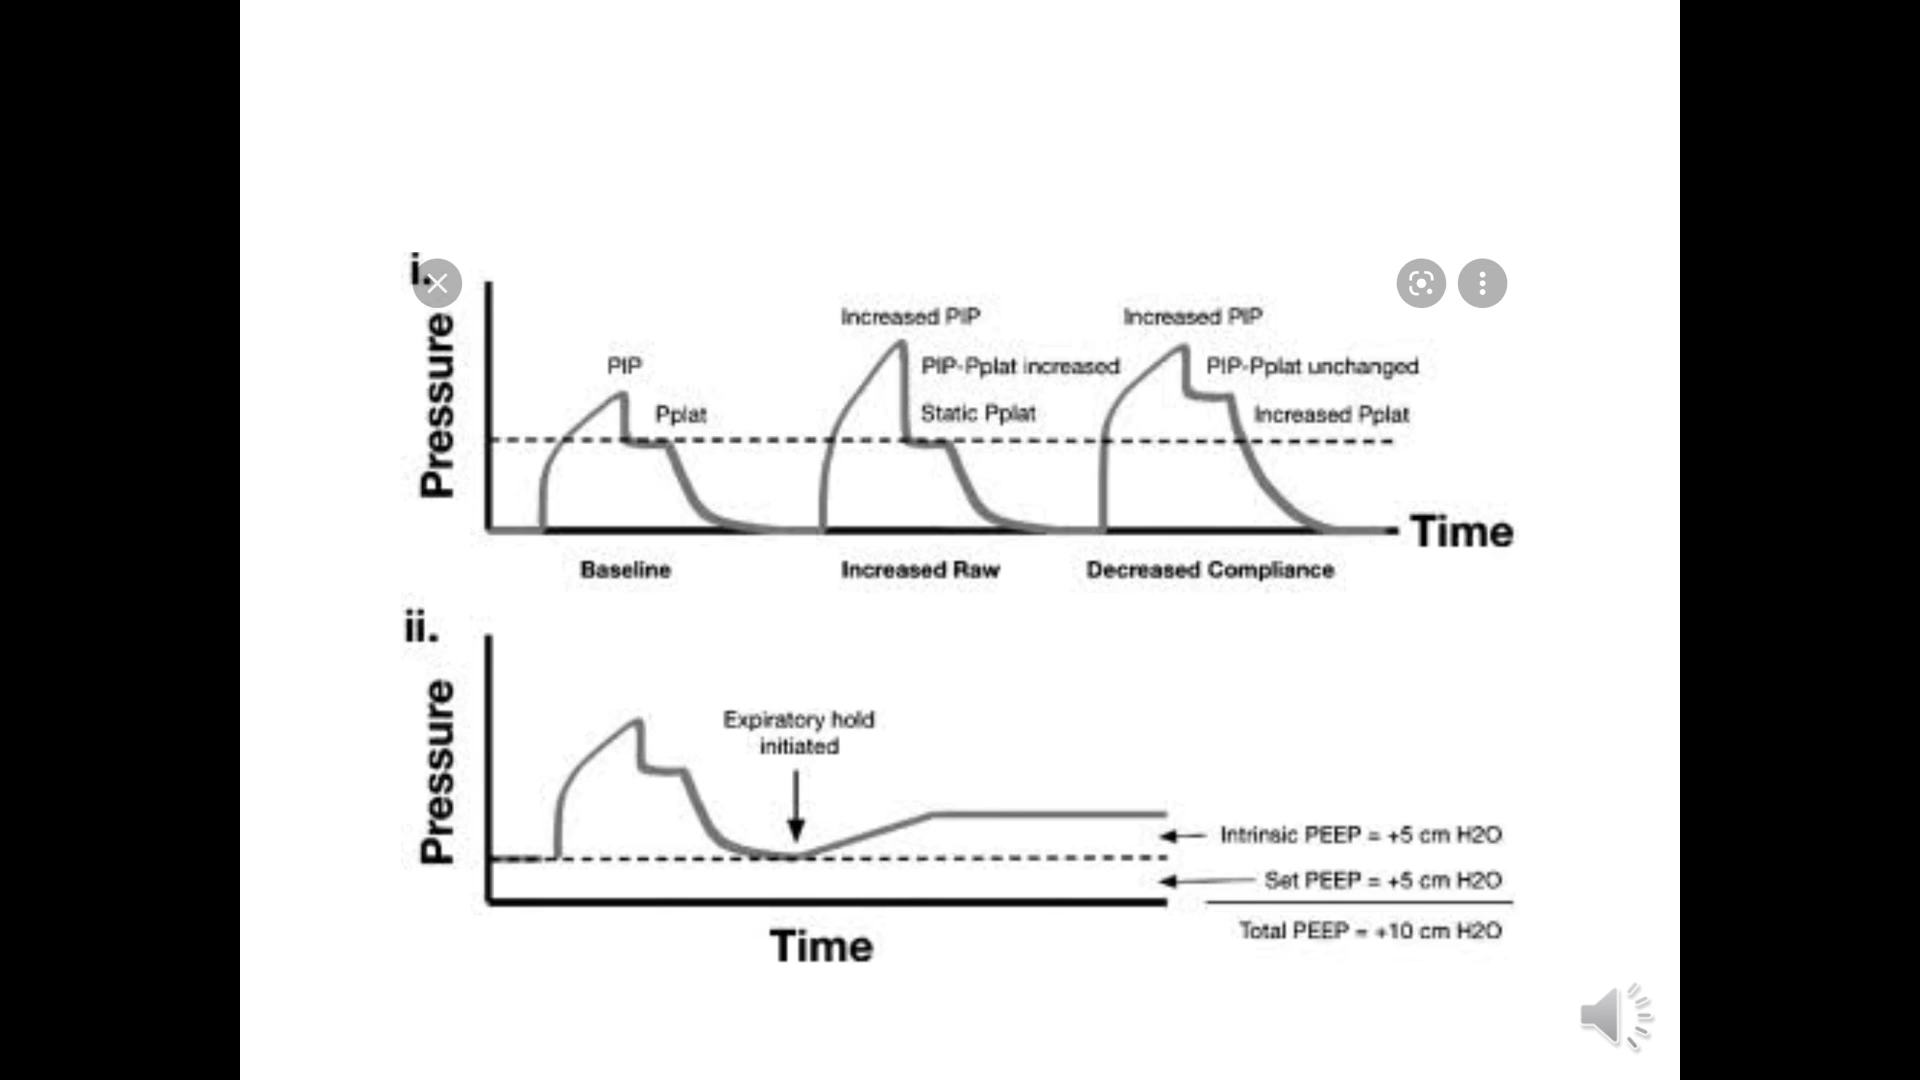 i.
Pressure
PIP
Pplat
Increased PIP
PIP-Pplat increased
Static Pplat
Increased PIP
PIP-Pplat unchanged
Increased Pplat
Time
Baseline
Increased Raw
Decreased Compliance
ii.
Pressure
Expiratory hold
initiated
Intrinsic PEEP = +5 cm H2O
Set PEEP = +5 cm H2O
Total PEEP = +10 cm H2O
Time